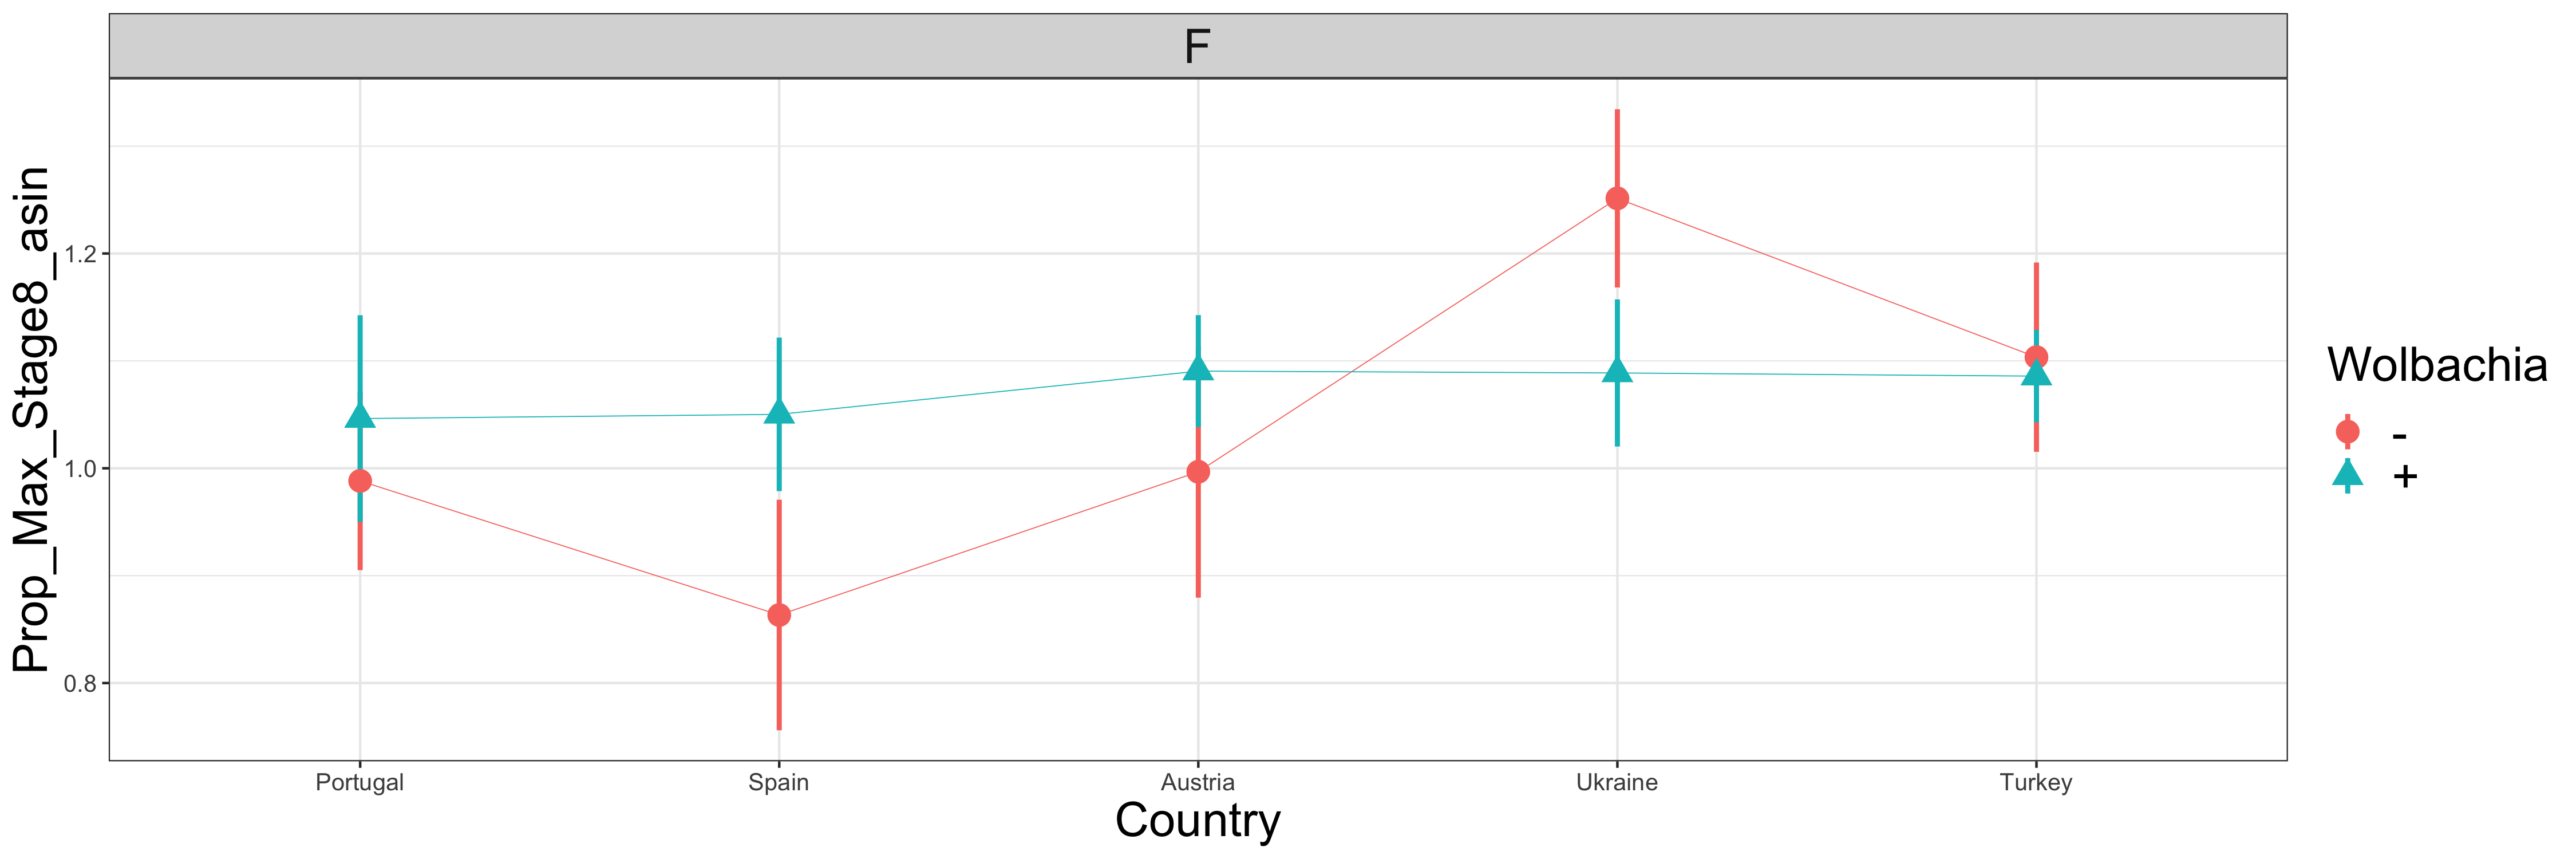 F
Prop_Max_Stage8_asin
1.2
1.0
0.8
Portugal
Spain
Austria
Ukraine
Turkey
Country
Wolbachia
-
+